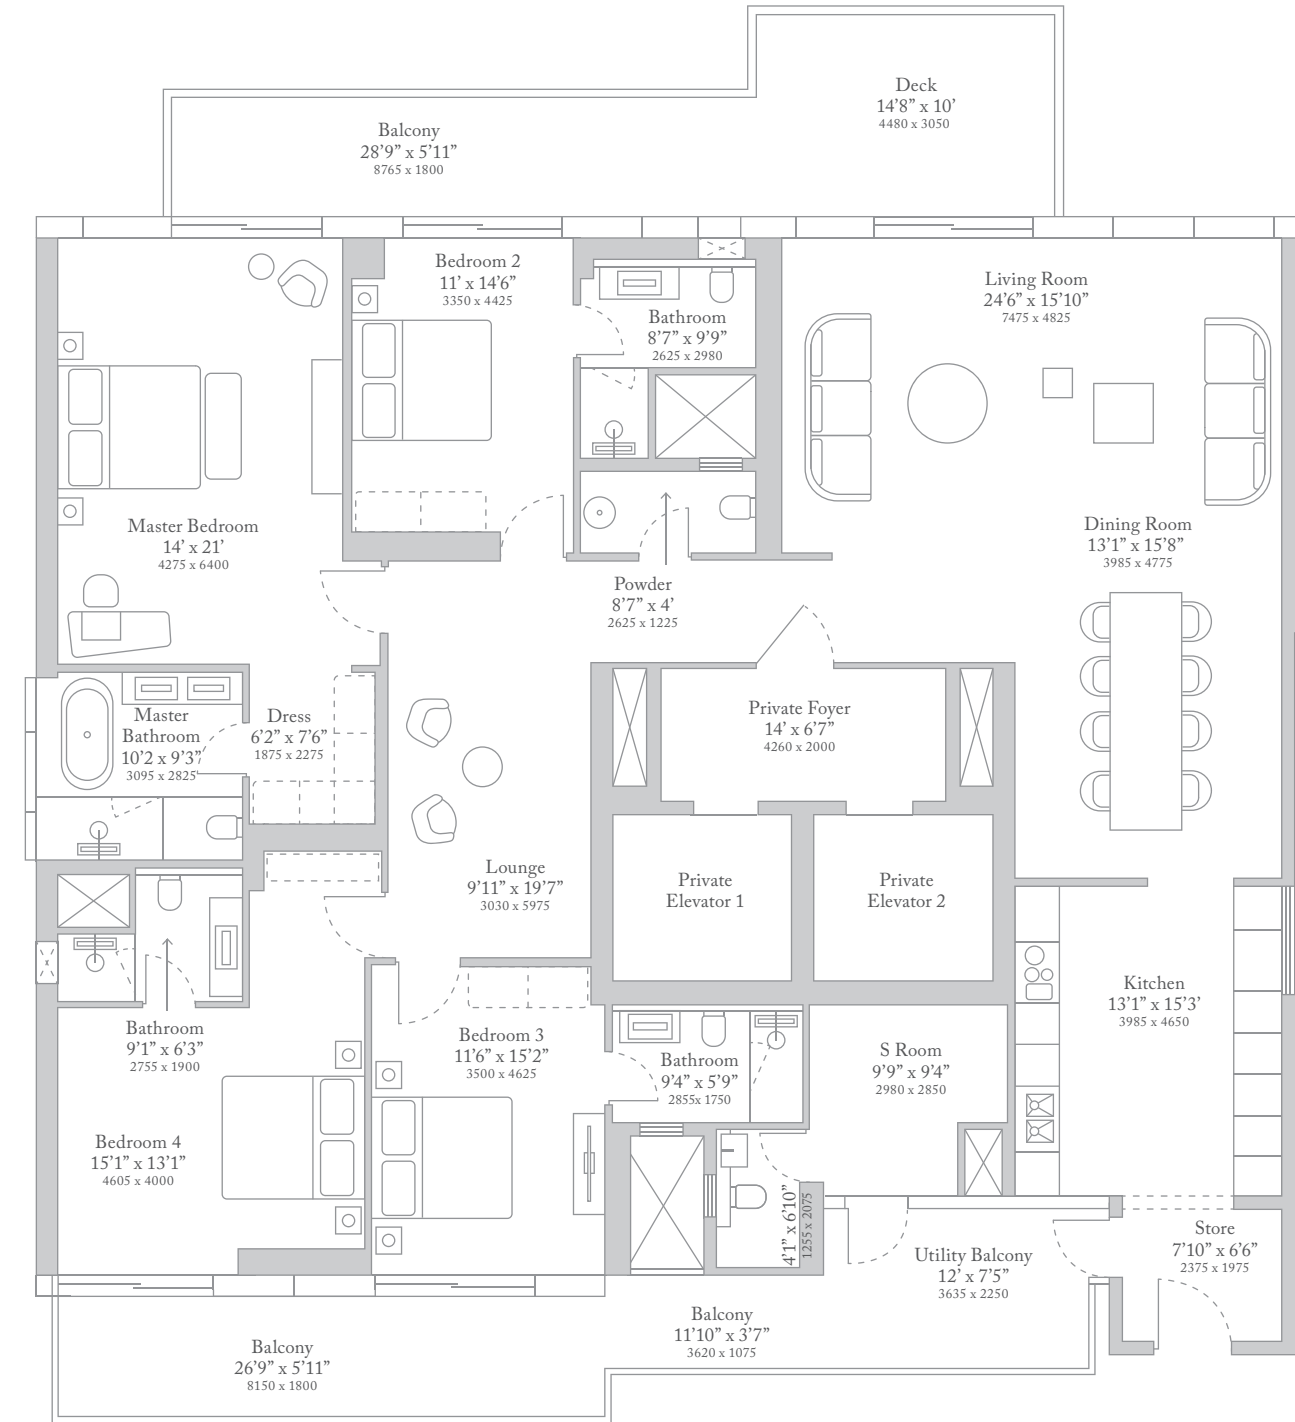 Deck
14’8” x 10’
4480 x 3050
Balcony
28’9” x 5’11”
8765 x 1800
Bedroom 2
11’ x 14’6”
3350 x 4425
Living Room
24’6” x 15’10”
7475 x 4825
Bathroom
8’7” x 9’9”
2625 x 2980
Master Bedroom
14’ x 21’
4275 x 6400
Dining Room
13’1” x 15’8”
3985 x 4775
Powder
8’7” x 4’
2625 x 1225
Master
Bathroom
10’2 x 9’3”
3095 x 2825
Dress
6’2” x 7’6”
1875 x 2275
Private Foyer
14’ x 6’7”
4260 x 2000
Lounge
9’11” x 19’7”
3030 x 5975
Private
Elevator 1
Private
Elevator 2
Kitchen
13’1” x 15’3’
3985 x 4650
Bathroom
9’1” x 6’3”
2755 x 1900
Bedroom 3
11’6” x 15’2”
3500 x 4625
Bathroom
9’4” x 5’9”
2855x 1750
S Room
9’9” x 9’4”
2980 x 2850
Bedroom 4
15’1” x 13’1”
4605 x 4000
4’1” x 6’10”
1255 x 2075
Utility Balcony
12’ x 7’5”
3635 x 2250
Store
7’10” x 6’6”
2375 x 1975
Balcony
11’10” x 3’7”
3620 x 1075
Balcony
26’9” x 5’11”
8150 x 1800